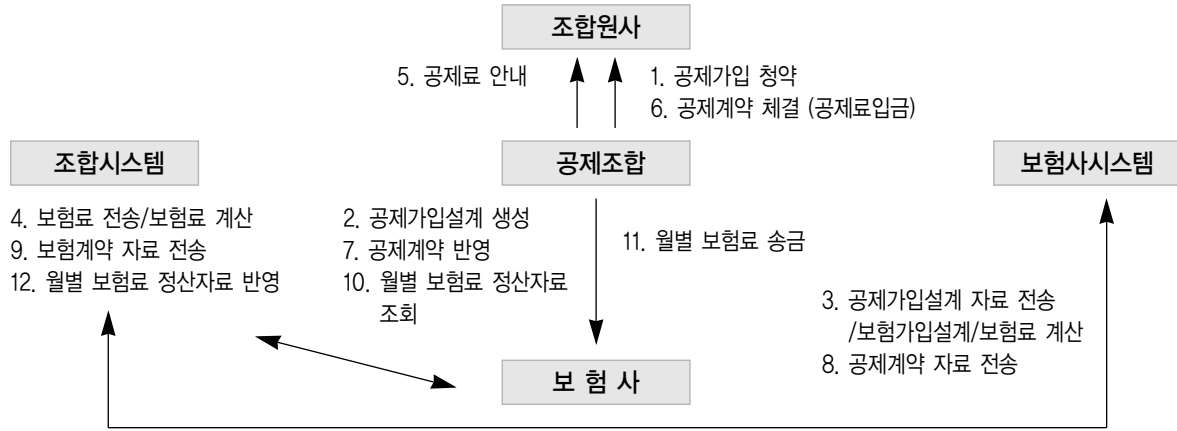 조합원사
5. 공제료 안내
1. 공제가입 청약
6. 공제계약 체결 (공제료입금)
조합시스템
공제조합
보험사시스템
4. 보험료 전송/보험료 계산
9. 보험계약 자료 전송
12. 월별 보험료 정산자료 반영
2. 공제가입설계 생성
7. 공제계약 반영
10. 월별 보험료 정산자료
조회
11. 월별 보험료 송금
3. 공제가입설계 자료 전송
/보험가입설계/보험료 계산
8. 공제계약 자료 전송
보 험 사